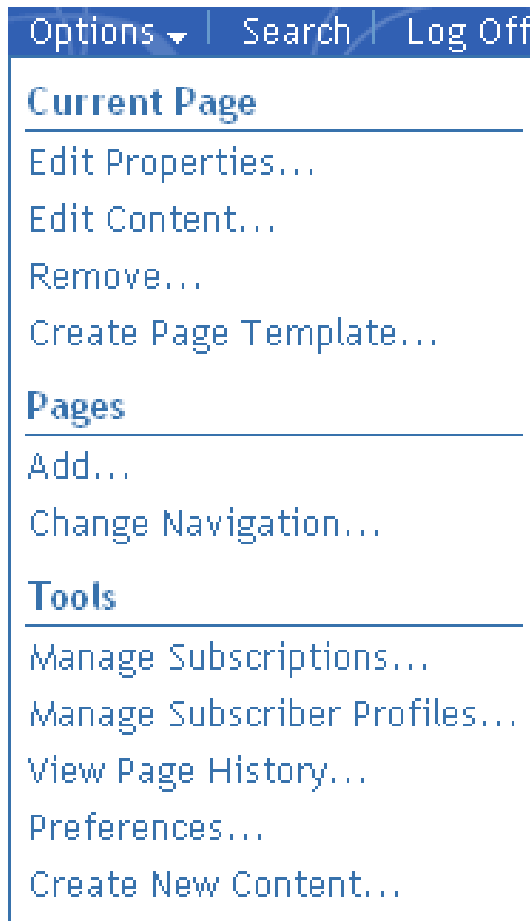 Options | Search | Log Off
Current Page
Edit Properties...
Edit Content...
Remove...
Create Page Template...
Pages
Add...
Change Navigation...
Tools
Manage Subscriptions...
Manage Subscriber Profiles...
View Page History...
Preferences...
Create New Content...